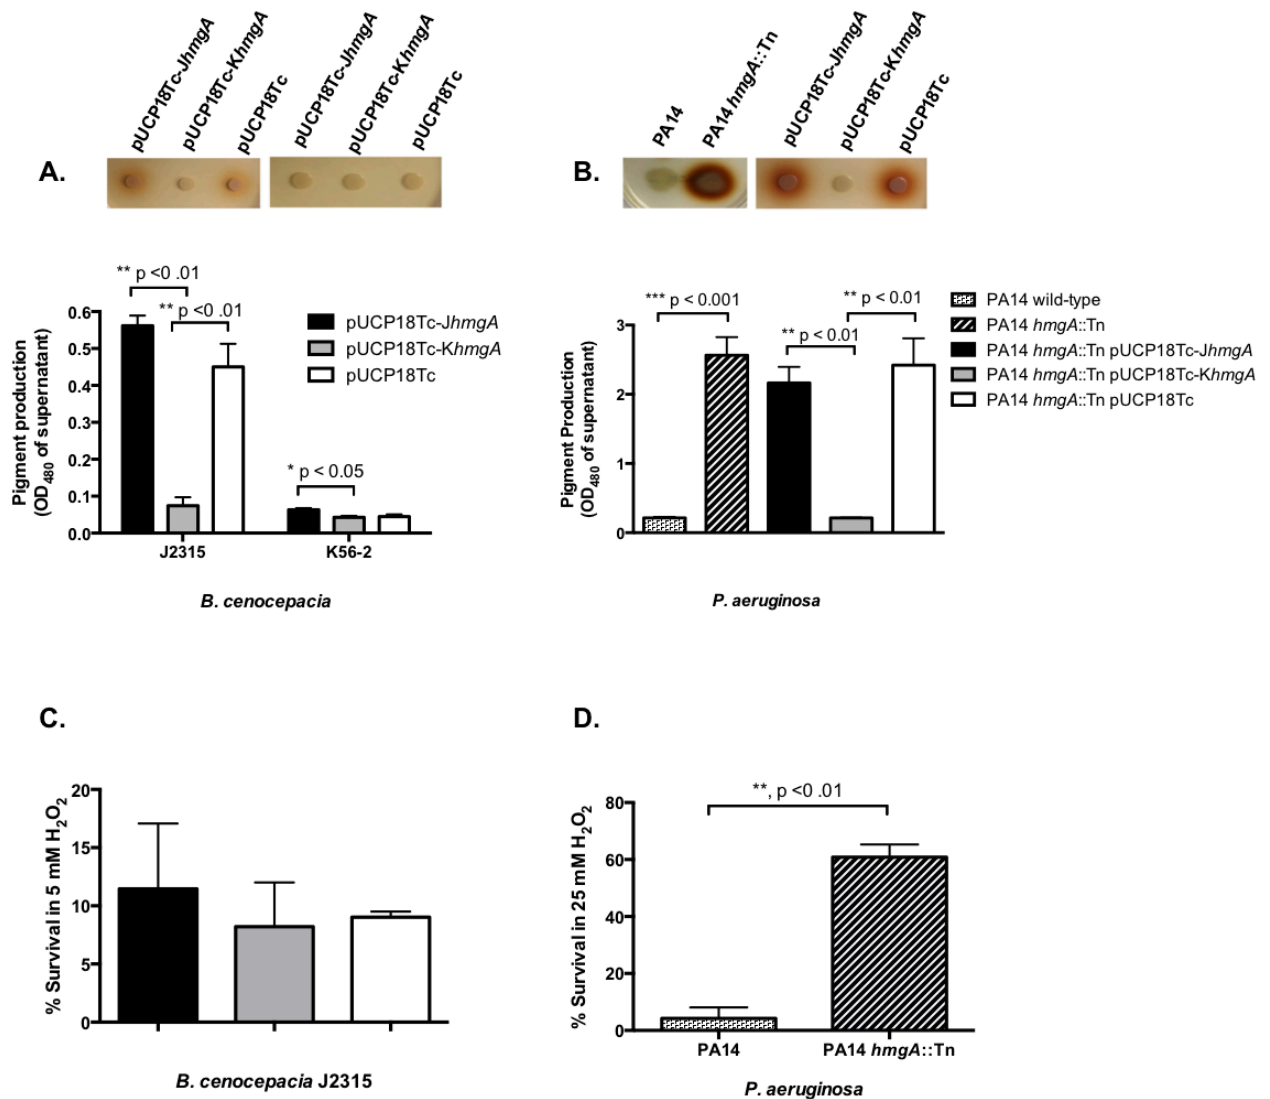 A.
pUCP18Tc-JhmgA
pUCP18Tc-KhmgA
pUCP18Tc
pUCP18Tc-JhmgA
pUCP18Tc-KhmgA
pUCP18Tc
** p <0 .01
** p <0.01
* p < 0.05
pUCP18Tc-JhmgA
pUCP18Tc-KhmgA
pUCP18Tc
Pigment production
(OD480 of supernatant)
0.6
0.5
0.4
0.3
0.2
0.1
0.0
J2315
K56-2
B. cenocepacia
B.
PA14
PA14 hmgA::Tn
pUCP18Tc-JhmgA
pUCP18Tc-KhmgA
pUCP18Tc
*** p < 0.001
** p < 0.01
** p < 0.01
PA14 wild-type
PA14 hmgA::Tn
PA14 hmgA::Tn pUCP18Tc-JhmgA
PA14 hmgA::Tn pUCP18Tc-KhmgA
PA14 hmgA::Tn pUCP18Tc
Pigment Production
(OD480 of supernatant)
3
2
1
0
P. aeruginosa
C.
% Survival in 5 mM H2O2
20
15
10
5
0
B. cenocepacia J2315
D.
**, p <0 .01
% Survival in 25 mM H2O2
80
60
40
20
0
PA14
PA14 hmgA::Tn
P. aeruginosa